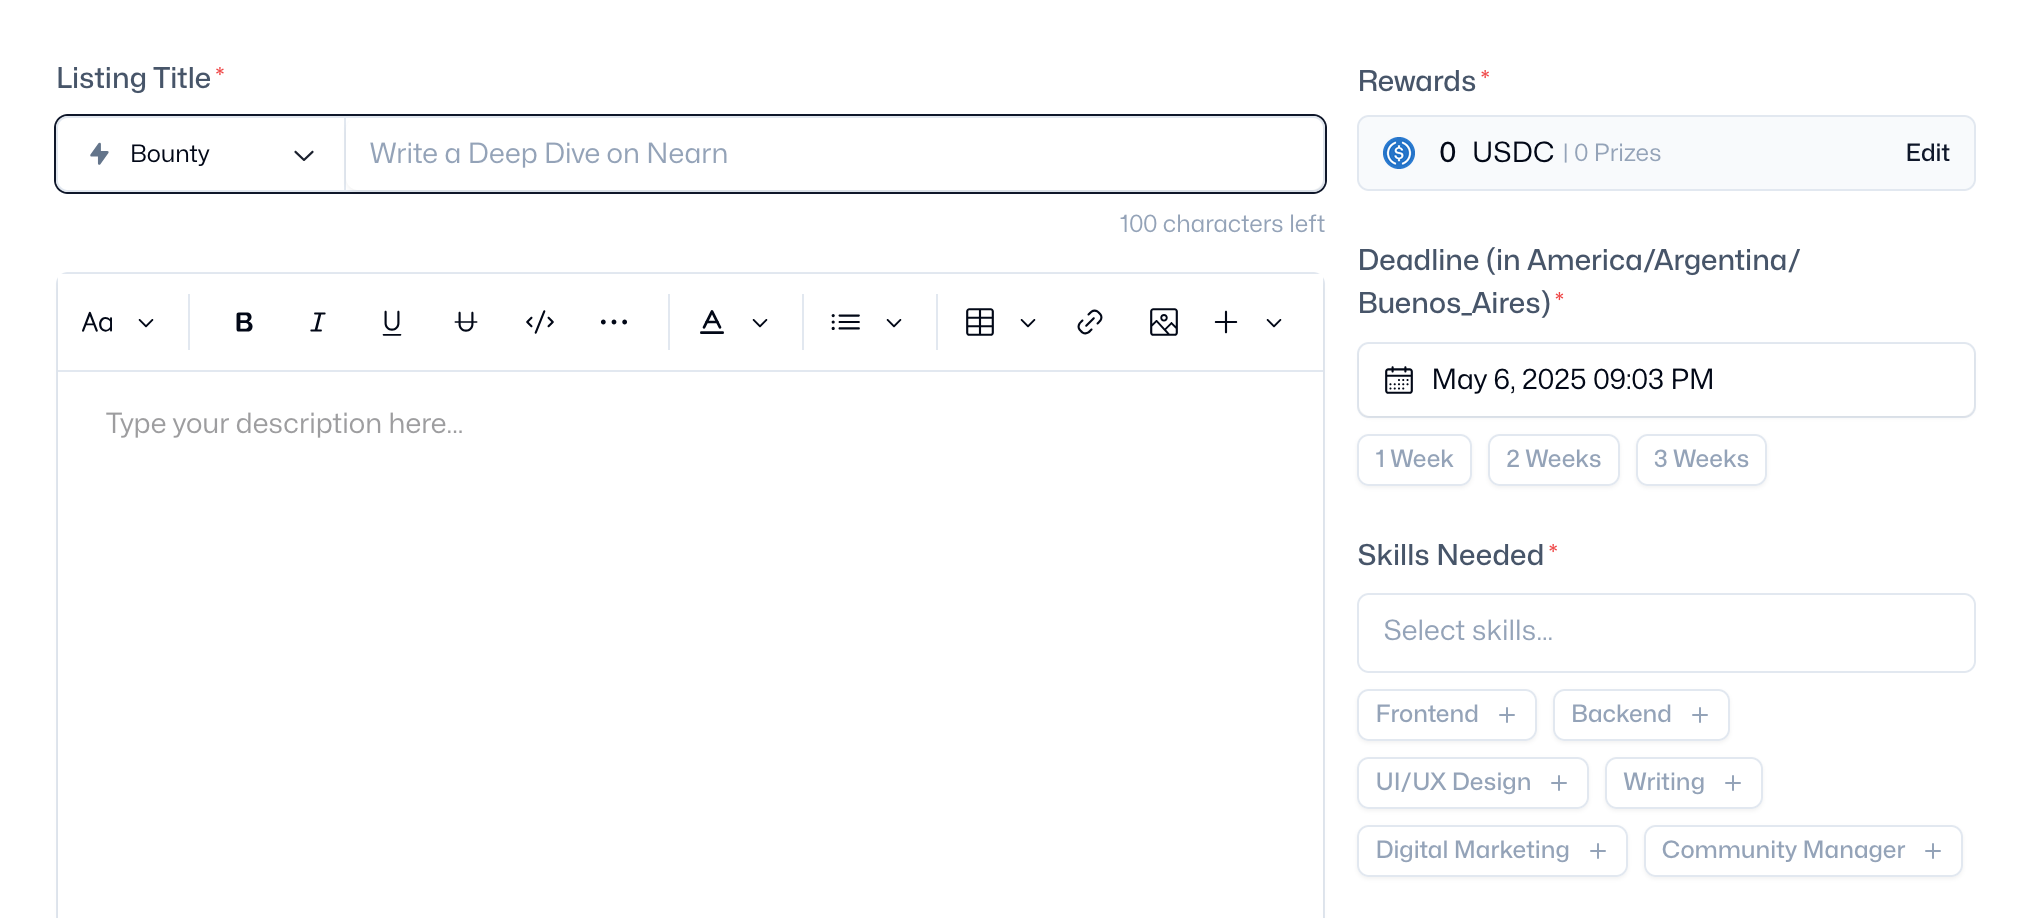 Listing Title*
Bounty
Write a Deep Dive on Nearn
100 characters left
Aa B I U U </> ... A
Type your description here...
Rewards*
0 USDC | 0 Prizes
Edit
Deadline (in America/Argentina/
Buenos_Aires)*
May 6, 2025 09:03 PM
1 Week
2 Weeks
3 Weeks
Skills Needed*
Select skills...
Frontend +
Backend +
UI/UX Design +
Writing +
Digital Marketing +
Community Manager +